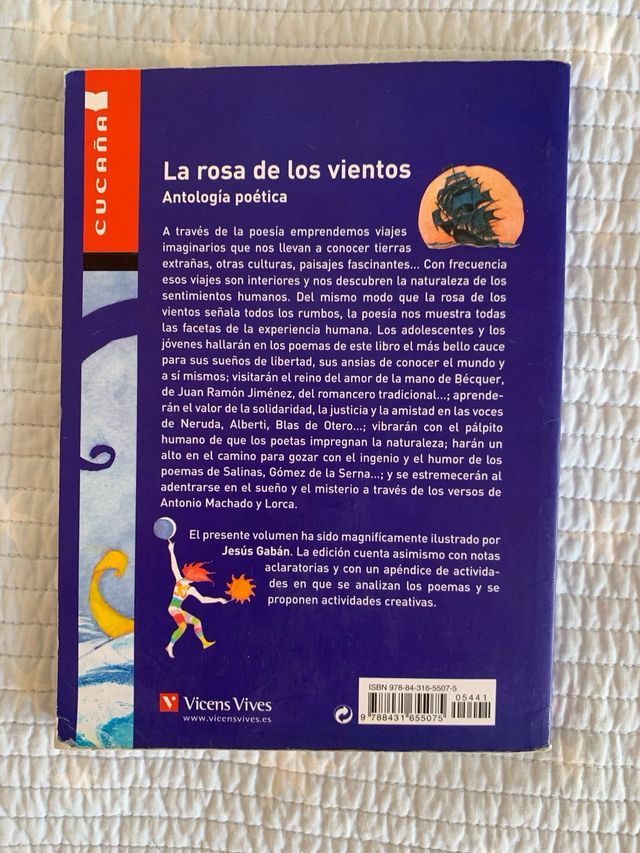 CUCAÑA
La rosa de los vientos
Antología poética
A través de la poesía emprendemos viajes
imaginarios que nos llevan a conocer tierras
extrañas, otras culturas, paisajes fascinantes... Con frecuencia
esos viajes son interiores y nos descubren la naturaleza de los
sentimientos humanos. Del mismo modo que la rosa de los
vientos señala todos los rumbos, la poesía nos muestra todas
las facetas de la experiencia humana. Los adolescentes y los
jóvenes hallarán en los poemas de este libro el más bello cauce
para sus sueños de libertad, sus ansias de conocer el mundo y
a sí mismos; visitarán el reino del amor de la mano de Bécquer,
de Juan Ramón Jiménez, del romancero tradicional...; aprende-
rán el valor de la solidaridad, la justicia y la amistad en las voces
de Neruda, Alberti, Blas de Otero...; vibrarán con el pálpito
humano de que los poetas impregnan la naturaleza; harán un
alto en el camino para gozar con el ingenio y el humor de los
poemas de Salinas, Gómez de la Serna...; y se estremecerán al
adentrarse en el sueño y el misterio a través de los versos de
Antonio Machado y Lorca.
El presente volumen ha sido magníficamente ilustrado por
Jesús Gabán. La edición cuenta asimismo con notas
aclaratorias y con un apéndice de activida-
des en que se analizan los poemas y se
proponen actividades creativas.
Vicens Vives
www.vicensvives.es
ISBN 978-84-316-5507-5
05441
9 788431 655075